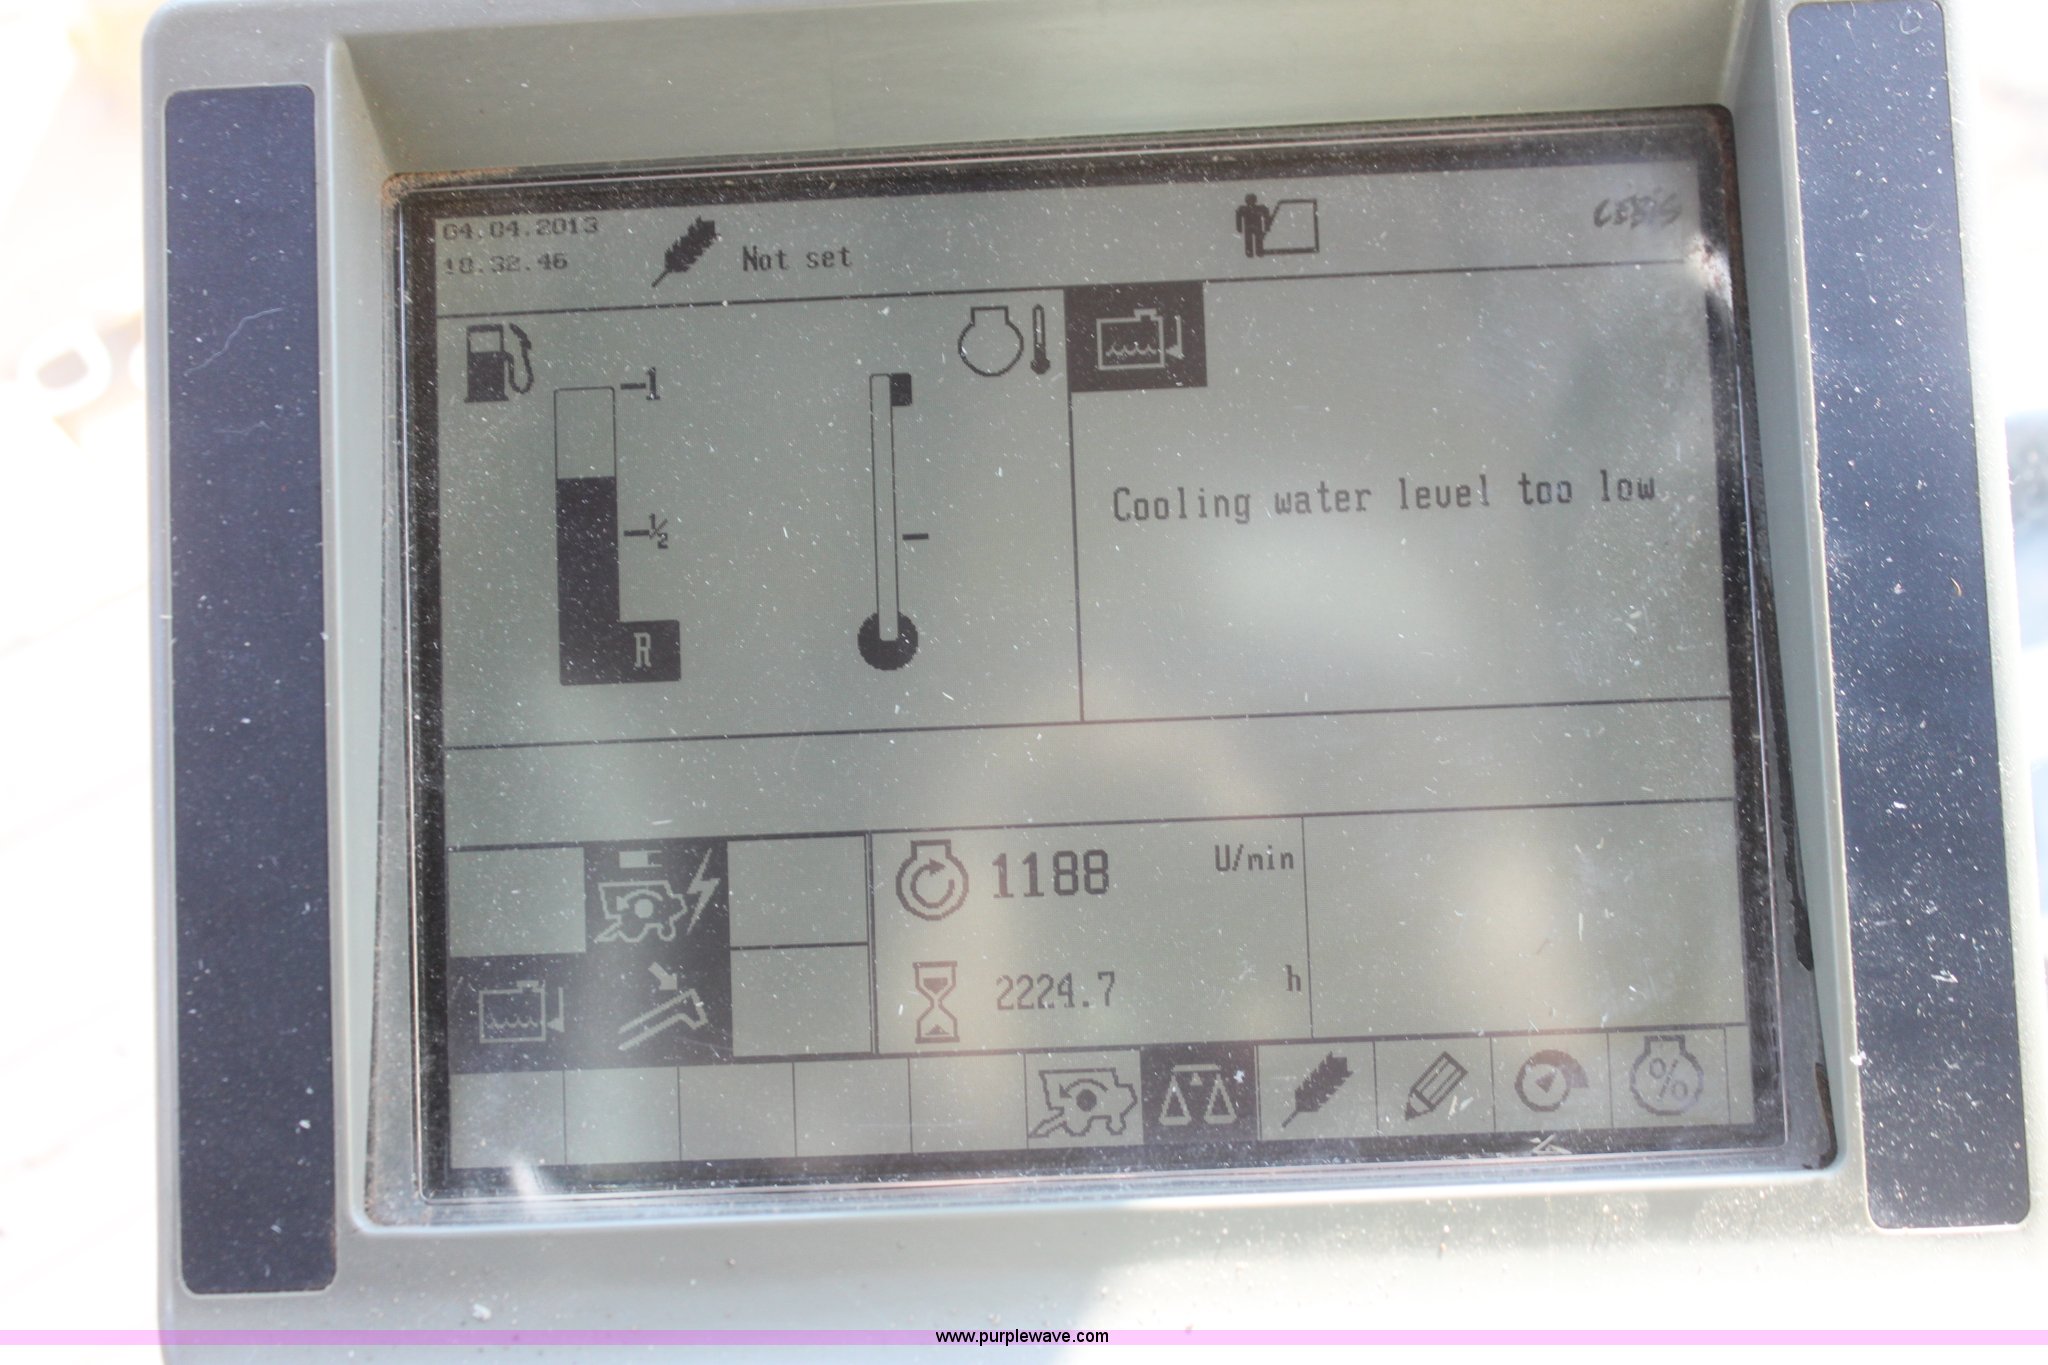 04.04.2013
18.32.46
Not set
CEBIS
1
1/2
R
Cooling water level too low
1188
U/min
2224.7
h
%
www.purplewave.com